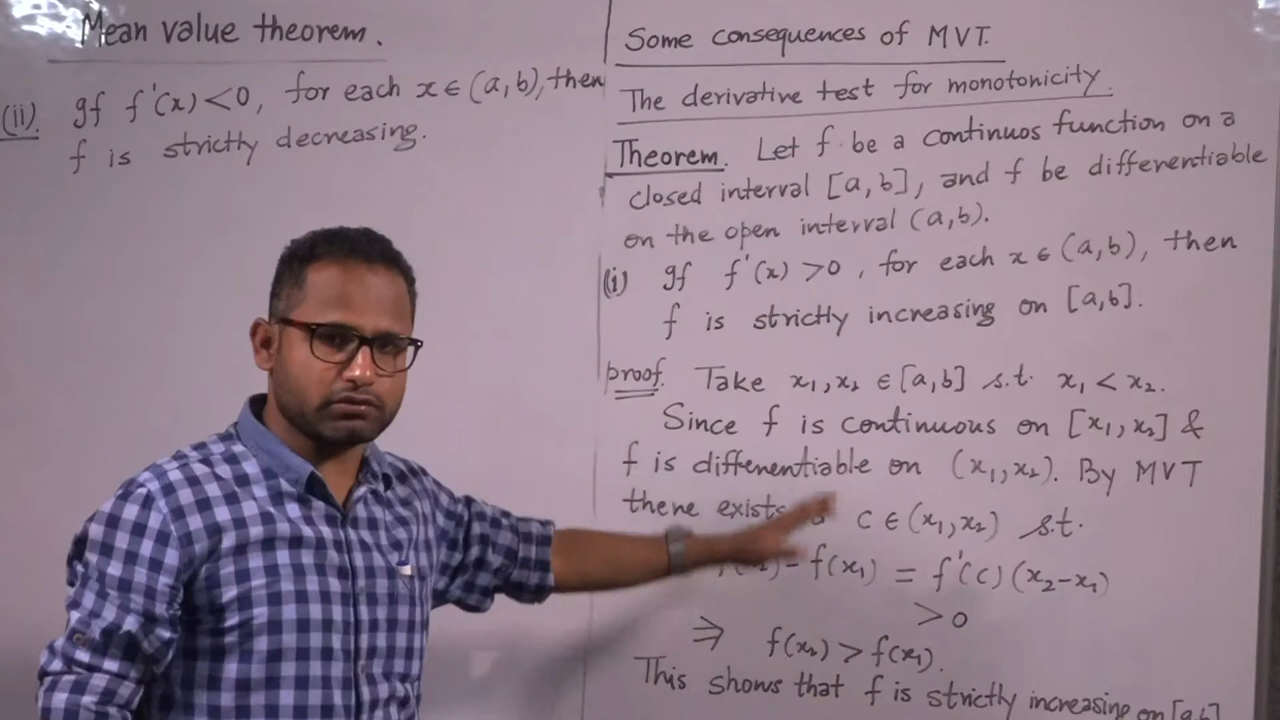 Mean value theorem.
(ii). If f'(x) < 0, for each x ∈ (a, b), then
f is strictly decreasing.
Some consequences of MVT.
The derivative test for monotonicity.
Theorem. Let f be a continuos function on a
closed interval [a, b], and f be differentiable
on the open interval (a, b).
(i) If f'(x) > 0, for each x ∈ (a, b), then
f is strictly increasing on [a, b].
proof. Take x₁, x₂ ∈ [a, b] s.t. x₁ < x₂.
Since f is continuous on [x₁, x₂] &
f is differentiable on (x₁, x₂). By MVT
there exists c ∈ (x₁, x₂) s.t.
- f(x₁) = f'(c) (x₂ - x₁)
> 0
⇒ f(x₂) > f(x₁).
This shows that f is strictly increasing on [a, b]